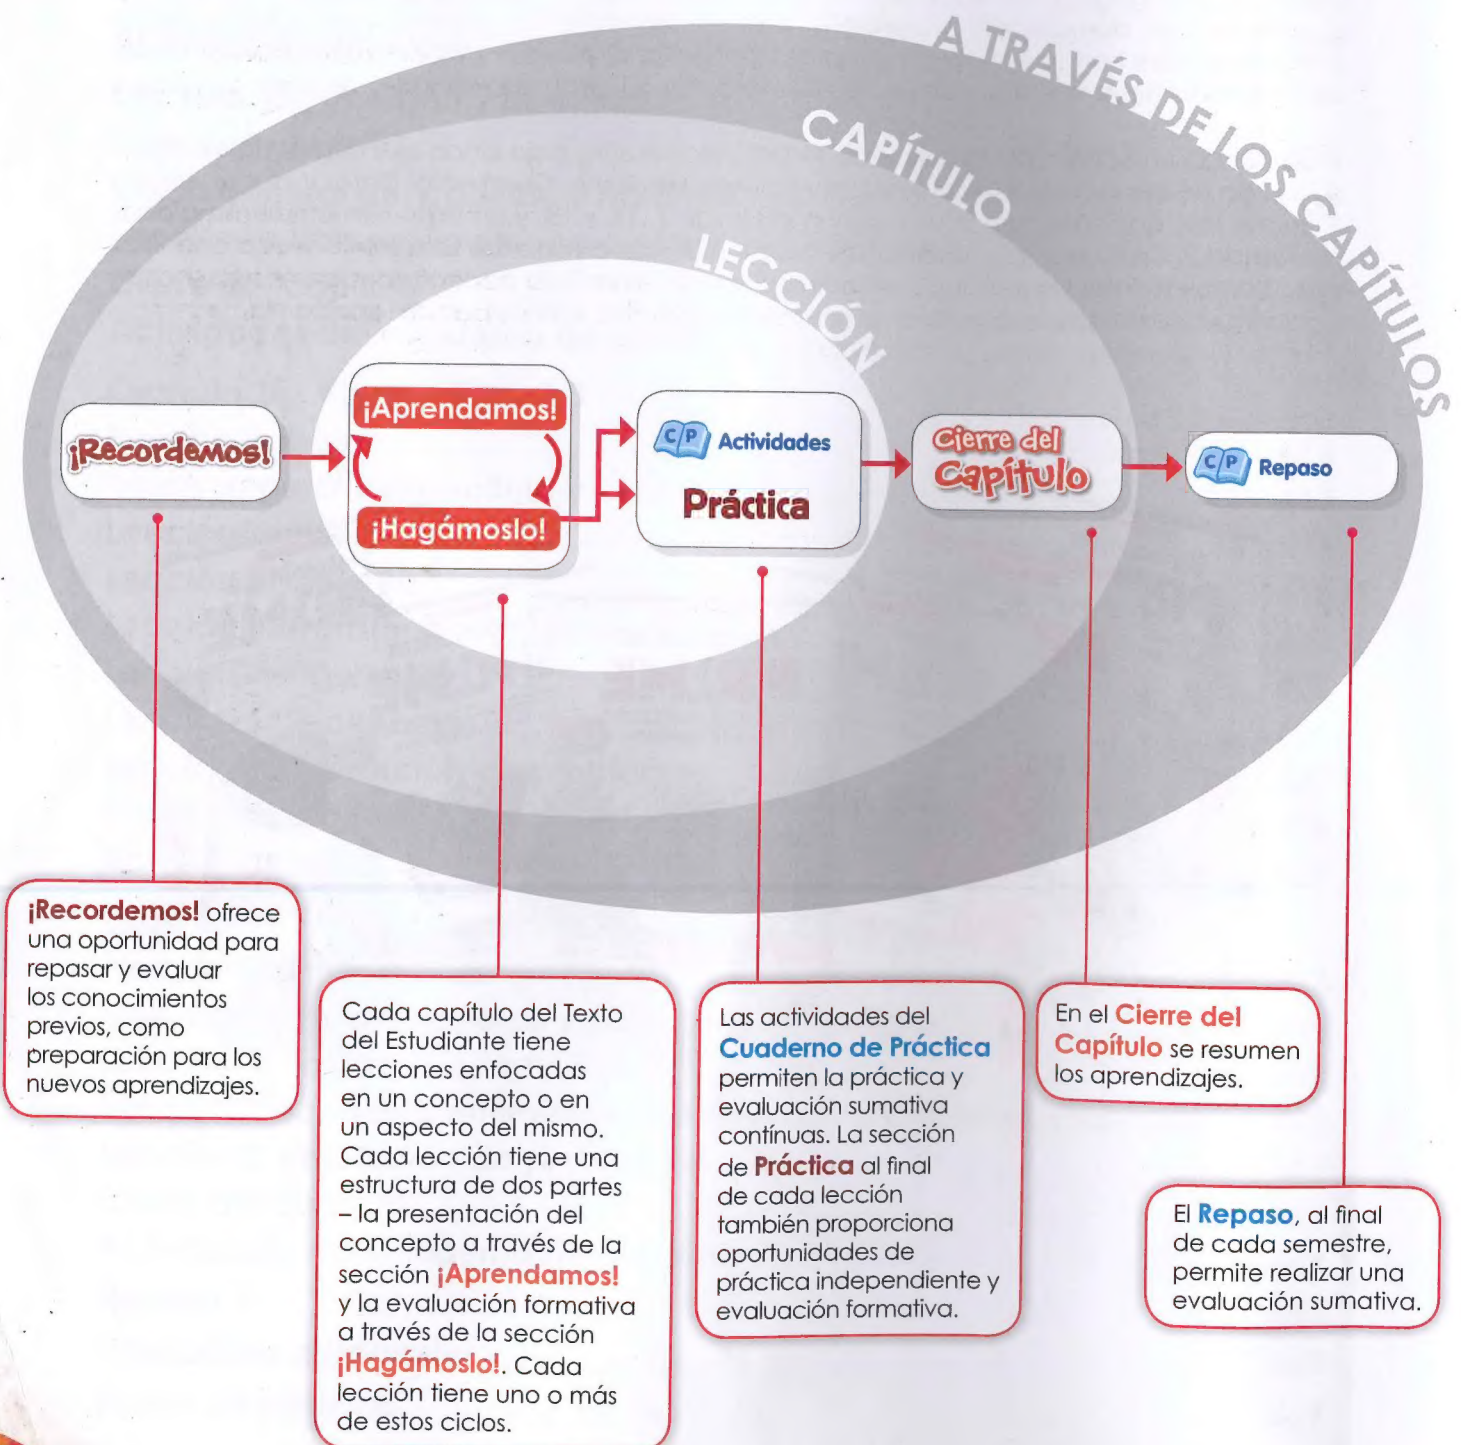 A TRAVÉS DE LOS CAPÍTULOS
CAPÍTULO
LECCIÓN
¡Recordemos!
¡Aprendamos!
¡Hagámoslo!
CP Actividades
Práctica
Cierre del
Capítulo
CP Repaso
¡Recordemos! ofrece
una oportunidad para
repasar y evaluar
los conocimientos
previos, como
preparación para los
nuevos aprendizajes.
Cada capítulo del Texto
del Estudiante tiene
lecciones enfocadas
en un concepto o en
un aspecto del mismo.
Cada lección tiene una
estructura de dos partes
– la presentación del
concepto a través de la
sección ¡Aprendamos!
y la evaluación formativa
a través de la sección
¡Hagámoslo!. Cada
lección tiene uno o más
de estos ciclos.
Las actividades del
Cuaderno de Práctica
permiten la práctica y
evaluación sumativa
contínuas. La sección
de Práctica al final
de cada lección
también proporciona
oportunidades de
práctica independiente y
evaluación formativa.
En el Cierre del
Capítulo se resumen
los aprendizajes.
El Repaso, al final
de cada semestre,
permite realizar una
evaluación sumativa.